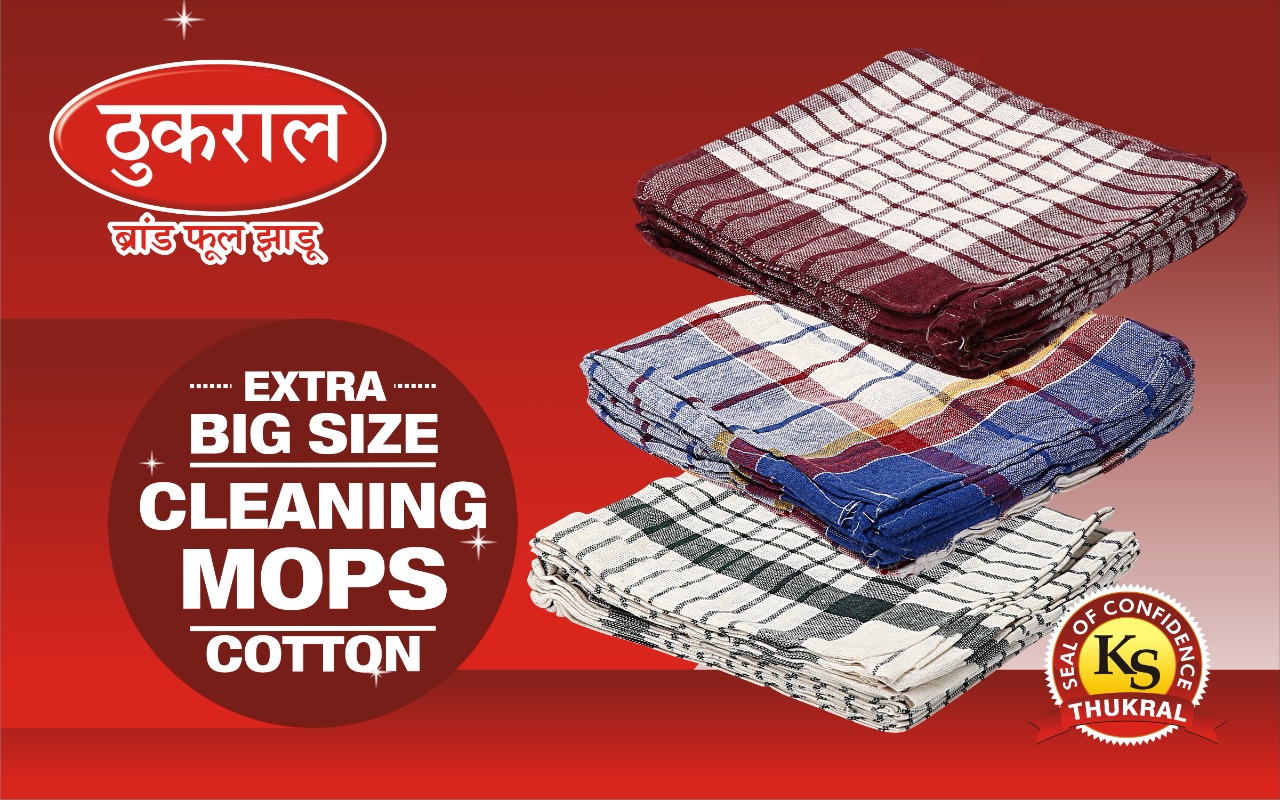 ठुकराल
ब्रांड फूल झाडू
EXTRA
BIG SIZE
CLEANING
MOPS
COTTON
SEAL OF CONFIDENCE
KS
THUKRAL